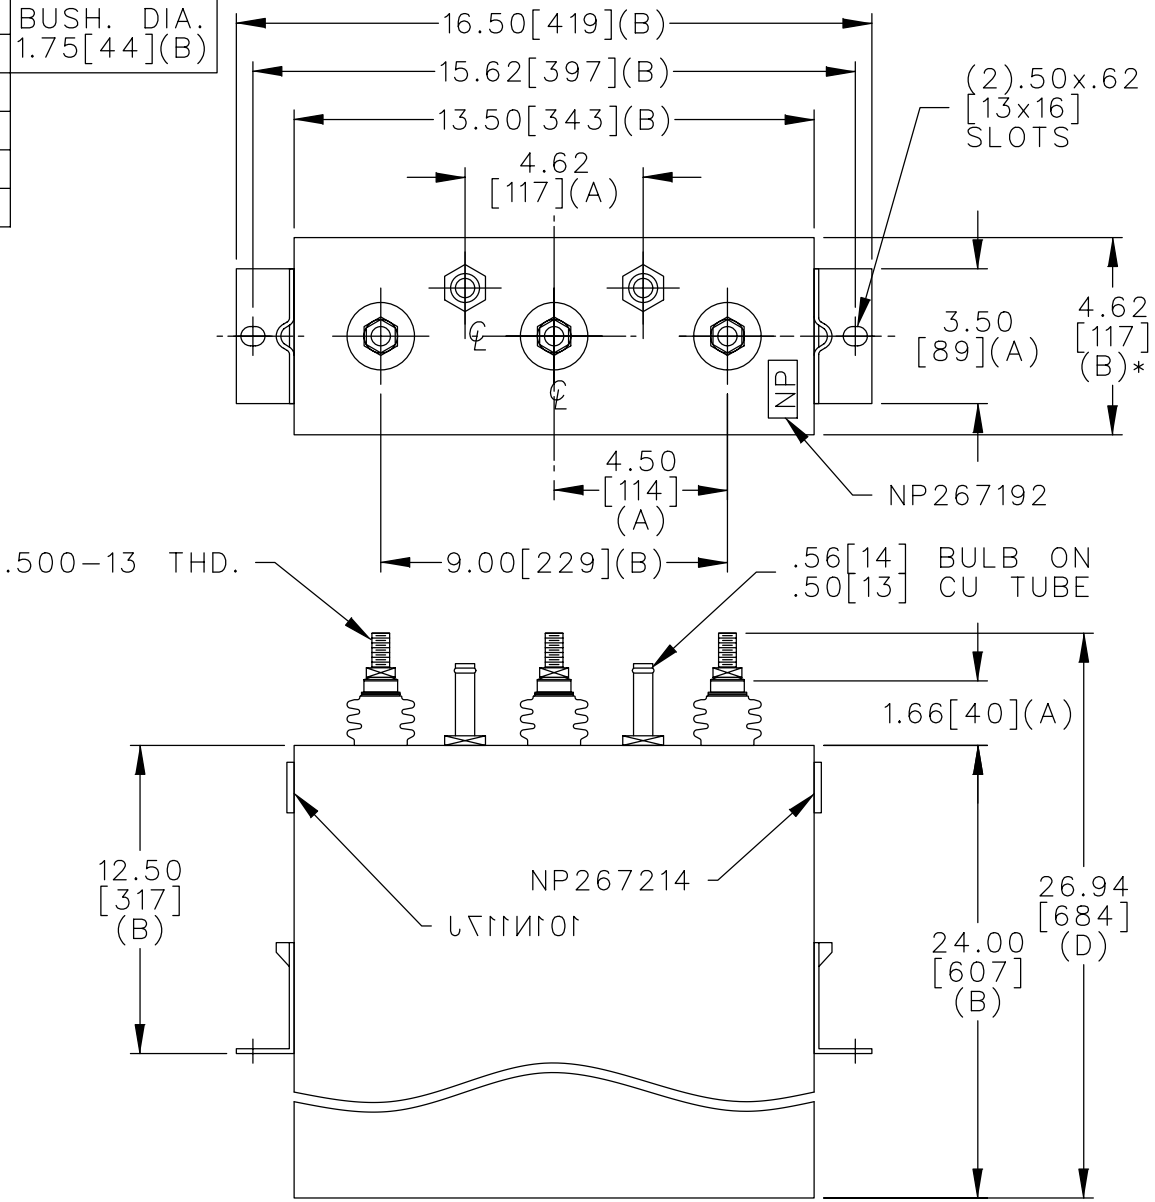 BUSH. DIA.
1.75[44](B)
16.50[419](B)
15.62[397](B)
13.50[343](B)
4.62
[117](A)
(2).50x.62
[13x16]
SLOTS
3.50
[89](A)
4.62
[117]
(B)*
CL
CL
NP
4.50
[114]
(A)
NP267192
9.00[229](B)
.500-13 THD.
.56[14] BULB ON
.50[13] CU TUBE
1.66[40](A)
12.50
[317]
(B)
NP267214
101N117J
26.94
[684]
(D)
24.00
[607]
(B)